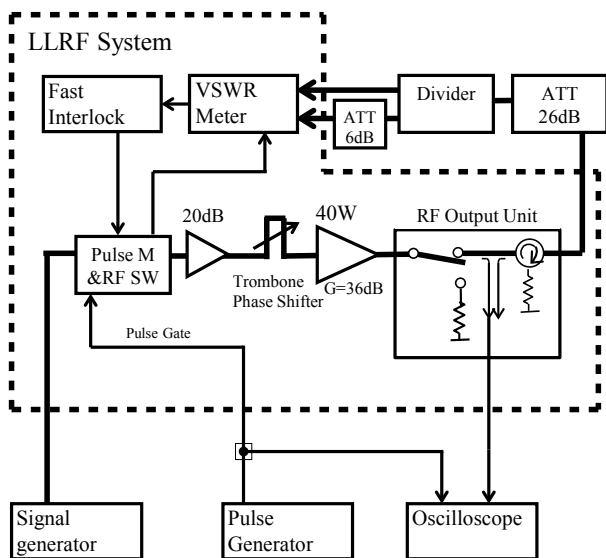 LLRF System
Fast
Interlock
VSWR
Meter
Divider
ATT
26dB
ATT
6dB
20dB
40W
RF Output Unit
Pulse M
&RF SW
Trombone
Phase Shifter
G=36dB
Pulse Gate
Signal
generator
Pulse
Generator
Oscilloscope